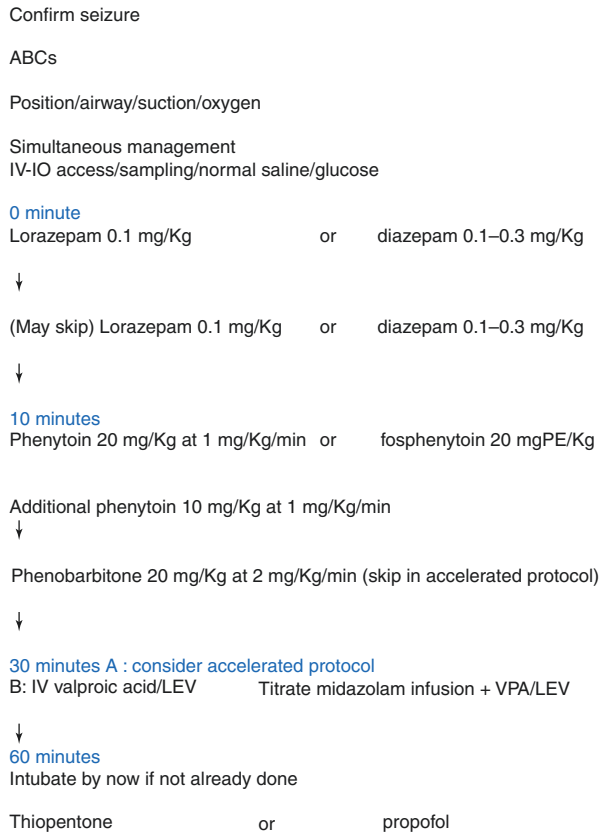 Confirm seizure
ABCs
Position/airway/suction/oxygen
Simultaneous management
IV-IO access/sampling/normal saline/glucose
0 minute
Lorazepam 0.1 mg/Kg or diazepam 0.1–0.3 mg/Kg
(May skip) Lorazepam 0.1 mg/Kg or diazepam 0.1–0.3 mg/Kg
10 minutes
Phenytoin 20 mg/Kg at 1 mg/Kg/min or fosphenytoin 20 mgPE/Kg
Additional phenytoin 10 mg/Kg at 1 mg/Kg/min
Phenobarbitone 20 mg/Kg at 2 mg/Kg/min (skip in accelerated protocol)
30 minutes A : consider accelerated protocol
B: IV valproic acid/LEV Titrate midazolam infusion + VPA/LEV
60 minutes
Intubate by now if not already done
Thiopentone or propofol